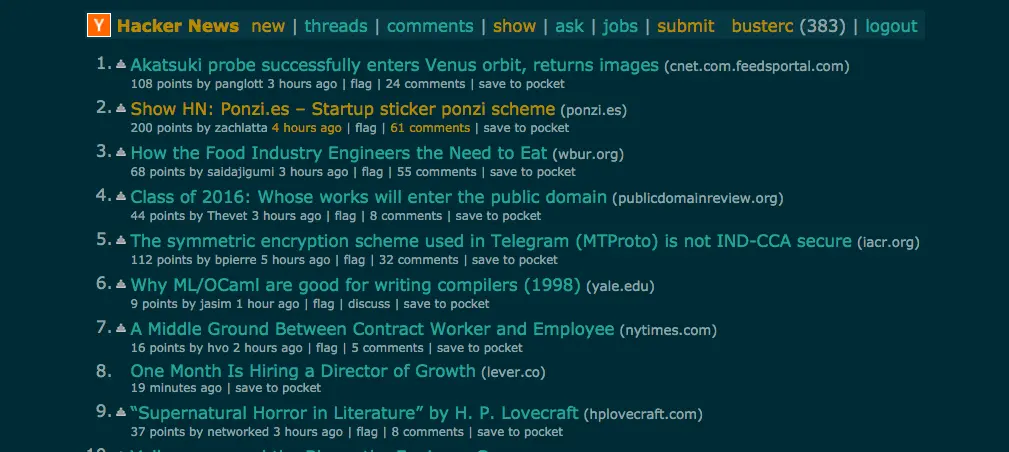 Y Hacker News new | threads | comments | show | ask | jobs | submit busterc (383) | logout
1. Akatsuki probe successfully enters Venus orbit, returns images (cnet.com.feedsportal.com)
108 points by panglott 3 hours ago | flag | 24 comments | save to pocket
2. Show HN: Ponzi.es – Startup sticker ponzi scheme (ponzi.es)
200 points by zachlatta 4 hours ago | flag | 61 comments | save to pocket
3. How the Food Industry Engineers the Need to Eat (wbur.org)
68 points by saidajigumi 3 hours ago | flag | 55 comments | save to pocket
4. Class of 2016: Whose works will enter the public domain (publicdomainreview.org)
44 points by Thevet 3 hours ago | flag | 8 comments | save to pocket
5. The symmetric encryption scheme used in Telegram (MTProto) is not IND-CCA secure (iacr.org)
112 points by bpierre 5 hours ago | flag | 32 comments | save to pocket
6. Why ML/OCaml are good for writing compilers (1998) (yale.edu)
9 points by jasim 1 hour ago | flag | discuss | save to pocket
7. A Middle Ground Between Contract Worker and Employee (nytimes.com)
16 points by hvo 2 hours ago | flag | 5 comments | save to pocket
8. One Month Is Hiring a Director of Growth (lever.co)
19 minutes ago | save to pocket
9. “Supernatural Horror in Literature” by H. P. Lovecraft (hplovecraft.com)
37 points by networked 3 hours ago | flag | 8 comments | save to pocket